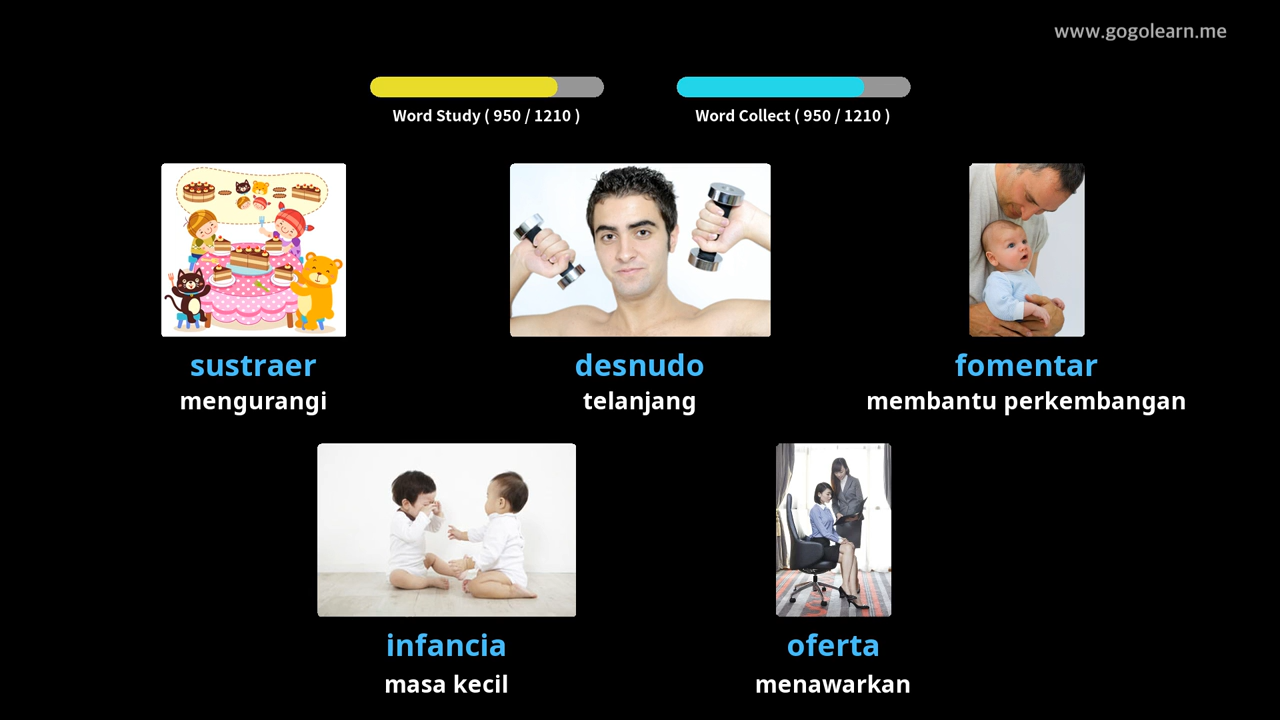 www.gogolearn.me
Word Study ( 950 / 1210 )
Word Collect ( 950 / 1210 )
sustraer
mengurangi
desnudo
telanjang
fomentar
membantu perkembangan
infancia
masa kecil
oferta
menawarkan